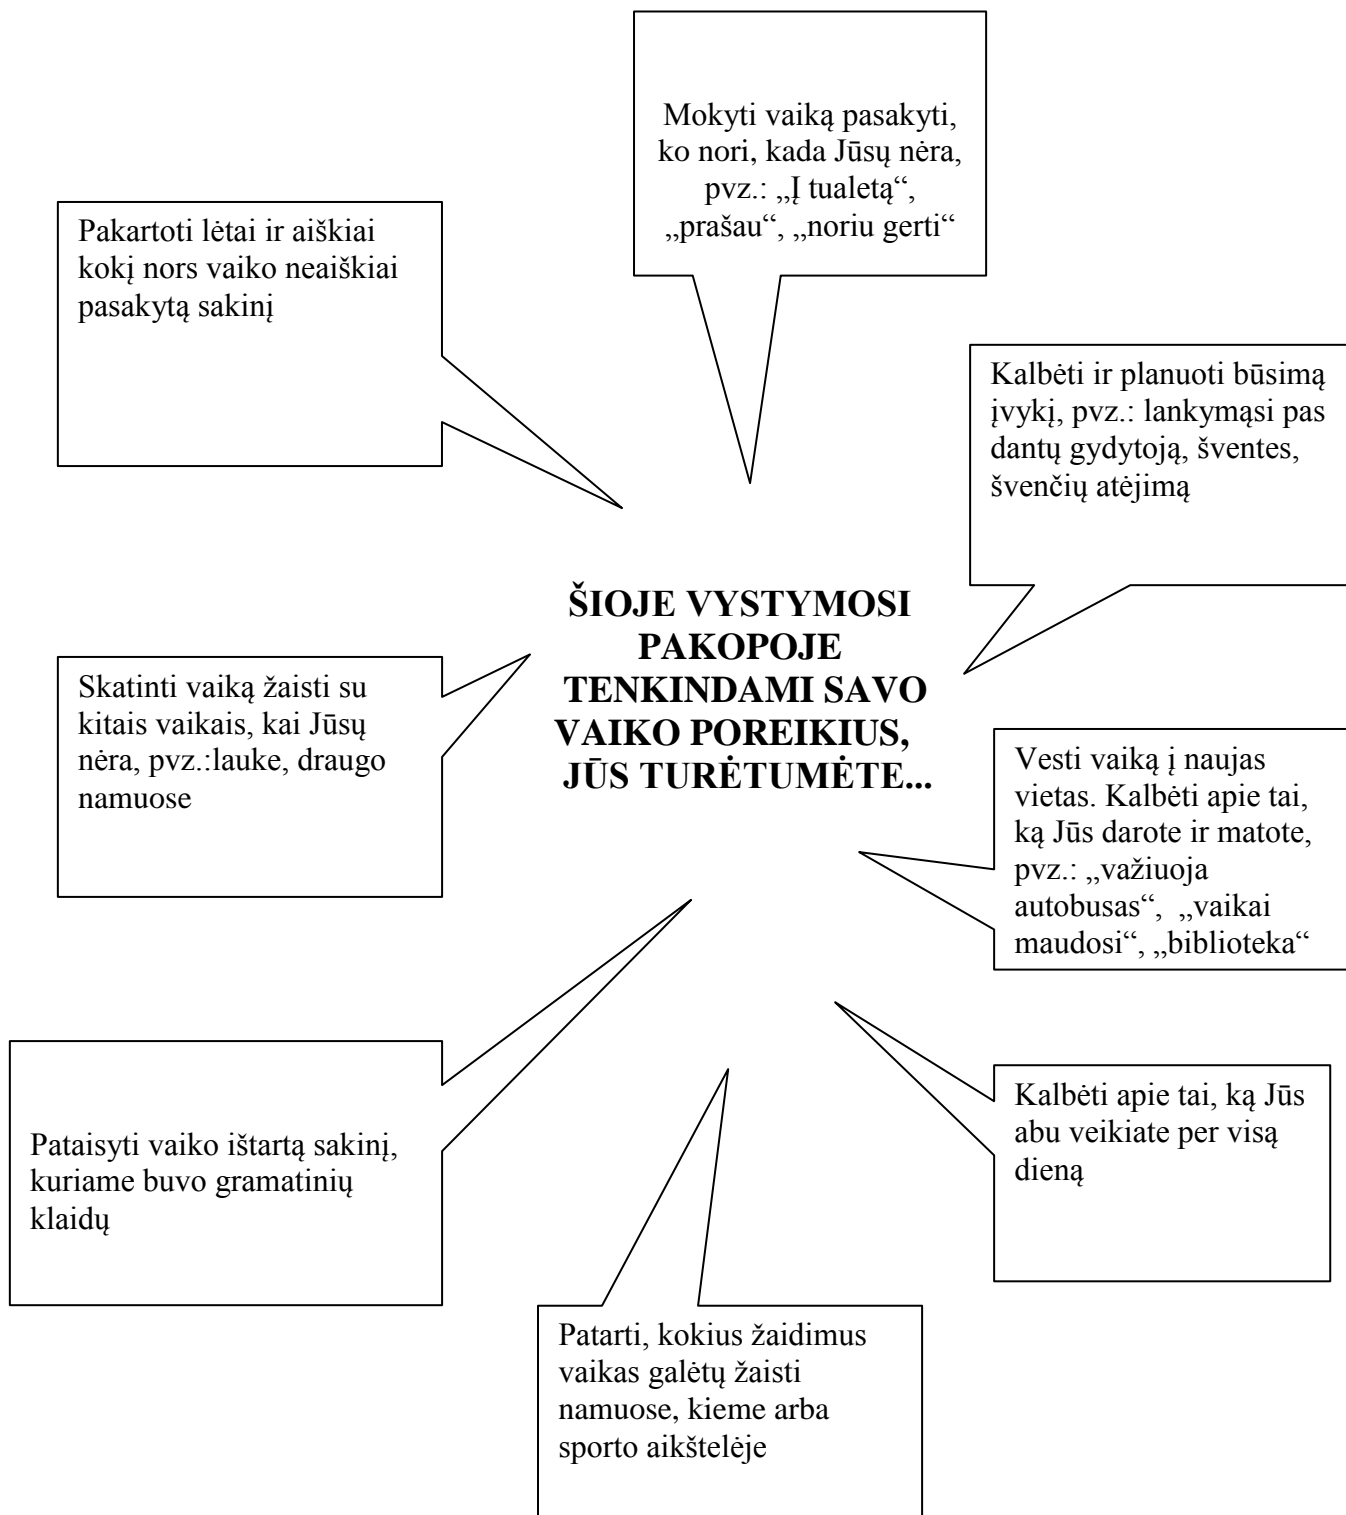 Mokyti vaiką pasakyti,
ko nori, kada Jūsų nėra,
pvz.: „Į tualetą“,
„prašau“, „noriu gerti“
Pakartoti lėtai ir aiškiai
kokį nors vaiko neaiškiai
pasakytą sakinį
Kalbėti ir planuoti būsimą
įvykį, pvz.: lankymąsi pas
dantų gydytoją, šventes,
švenčių atėjimą
ŠIOJE VYSTYMOSI
PAKOPOJE
TENKINDAMI SAVO
VAIKO POREIKIUS,
JŪS TURĖTUMĖTE...
Skatinti vaiką žaisti su
kitais vaikais, kai Jūsų
nėra, pvz.:lauke, draugo
namuose
Vesti vaiką į naujas
vietas. Kalbėti apie tai,
ką Jūs darote ir matote,
pvz.: „važiuoja
autobusas“, „vaikai
maudosi“, „biblioteka“
Pataisyti vaiko ištartą sakinį,
kuriame buvo gramatinių
klaidų
Kalbėti apie tai, ką Jūs
abu veikiate per visą
dieną
Patarti, kokius žaidimus
vaikas galėtų žaisti
namuose, kieme arba
sporto aikštelėje